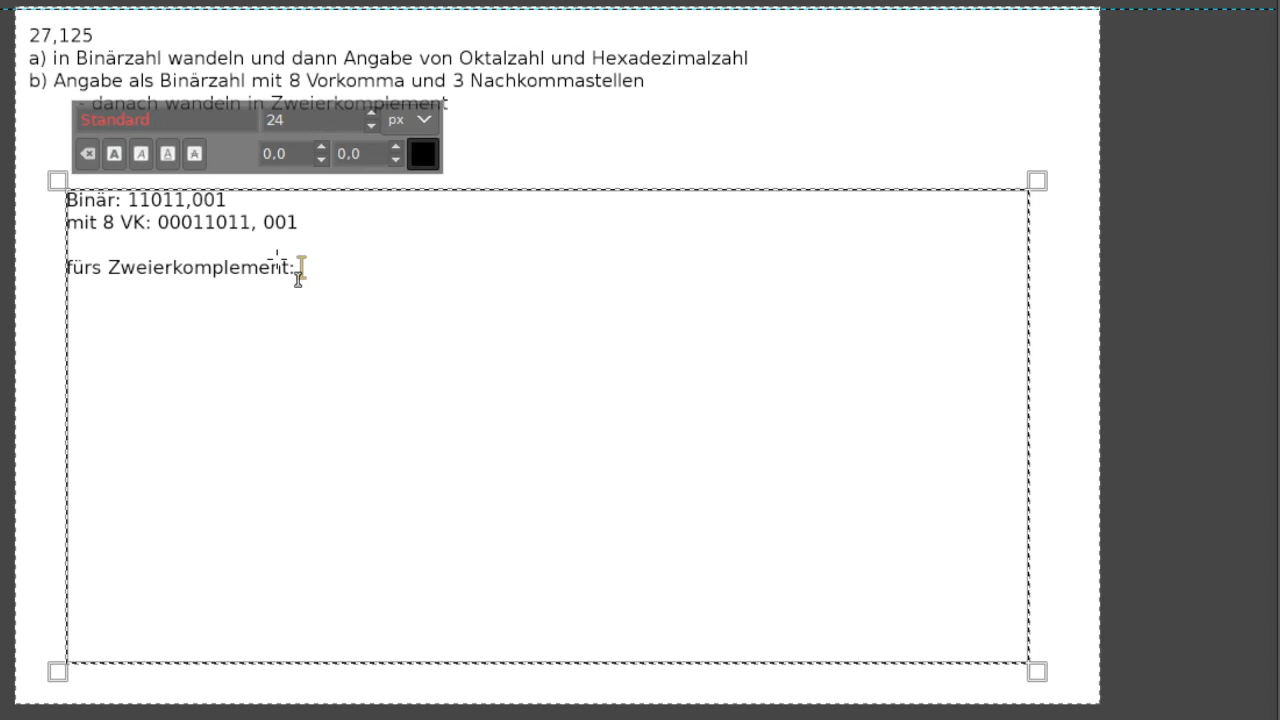 27,125
a) in Binärzahl wandeln und dann Angabe von Oktalzahl und Hexadezimalzahl
b) Angabe als Binärzahl mit 8 Vorkomma und 3 Nachkommastellen
- danach wandeln in Zweierkomplement
Standard 24 px
A A A A 0,0 0,0
Binär: 11011,001
mit 8 VK: 00011011, 001
fürs Zweierkomplement: